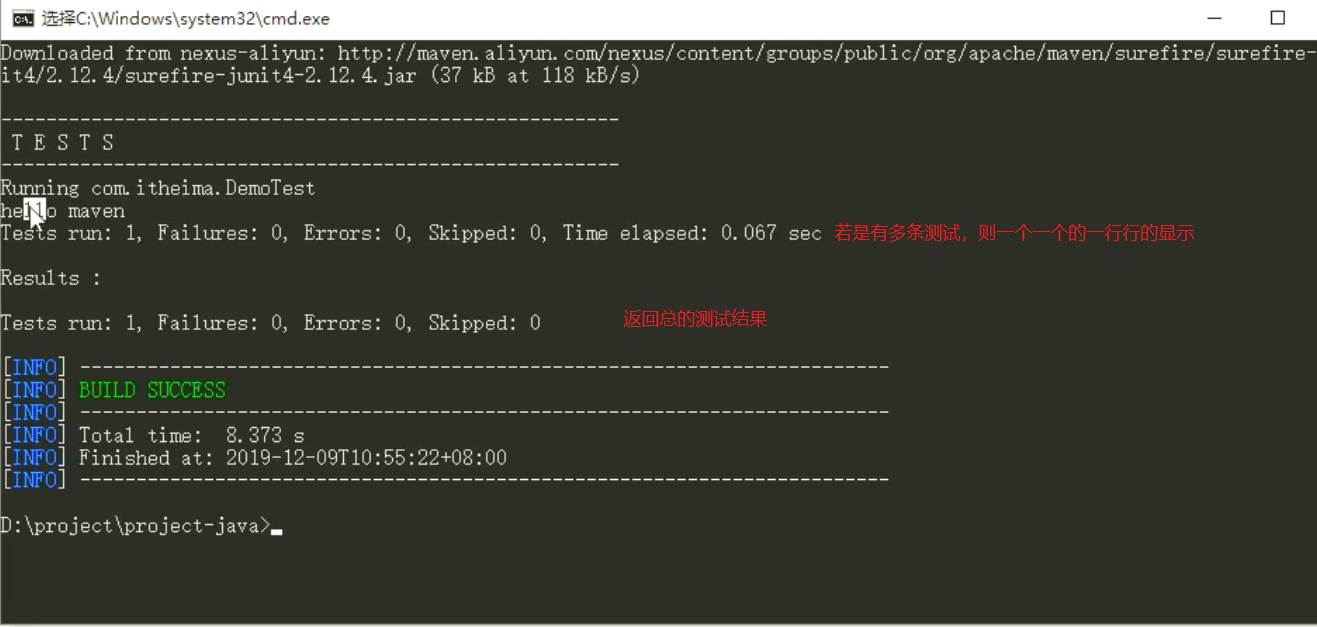 选择C:\Windows\system32\cmd.exe
Downloaded from nexus-aliyun: http://maven.aliyun.com/nexus/content/groups/public/org/apache/maven/surefire/surefire-
it4/2.12.4/surefire-junit4-2.12.4.jar (37 kB at 118 kB/s)
-------------------------------------------------------
T E S T S
-------------------------------------------------------
Running com.itheima.DemoTest
hello maven
Tests run: 1, Failures: 0, Errors: 0, Skipped: 0, Time elapsed: 0.067 sec 若是有多条测试，则一个一个的一行行的显示
Results :
Tests run: 1, Failures: 0, Errors: 0, Skipped: 0 返回总的测试结果
[INFO] ------------------------------------------------------------------------
[INFO] BUILD SUCCESS
[INFO] ------------------------------------------------------------------------
[INFO] Total time:  8.373 s
[INFO] Finished at: 2019-12-09T10:55:22+08:00
[INFO] ------------------------------------------------------------------------
D:\project\project-java>